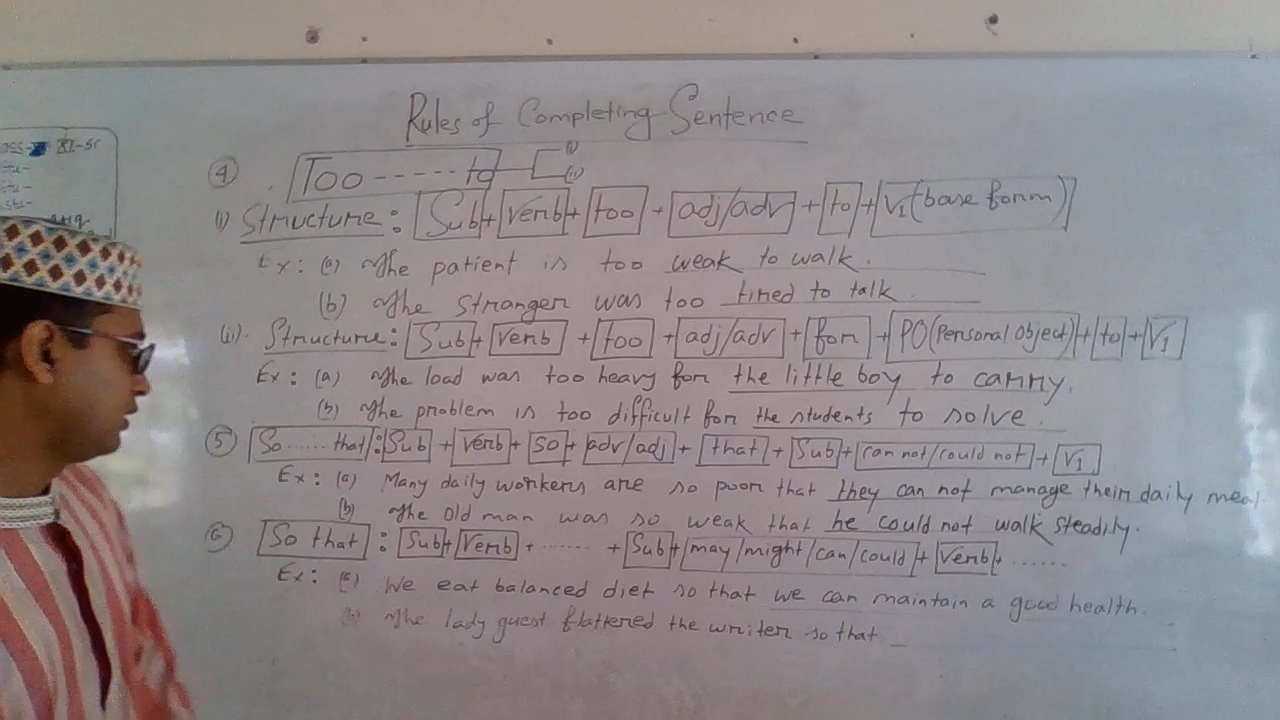 Rules of Completing Sentence
④ Too ----- to (i) (ii)
(i) Structure: Sub + Verb + too + adj/adv + to + V1 (base form)
Ex: (a) The patient is too weak to walk.
(b) The stranger was too tired to talk
(ii). Structure: Sub + Verb + too + adj/adv + for + PO (Personal Object) + to + V1
Ex: (a) The load was too heavy for the little boy to carry.
(b) The problem is too difficult for the students to solve.
⑤ So ...... that: Sub + Verb + so + adv/adj + that + Sub + can not/could not + V1
Ex: (a) Many daily workers are so poor that they can not manage their daily meal
(b) The old man was so weak that he could not walk steadily.
⑥ So that: Sub + Verb + ...... + Sub + may/might/can/could + Verb + ......
Ex: (a) We eat balanced diet so that we can maintain a good health.
(b) The lady guest flattered the writer so that
XI-sc